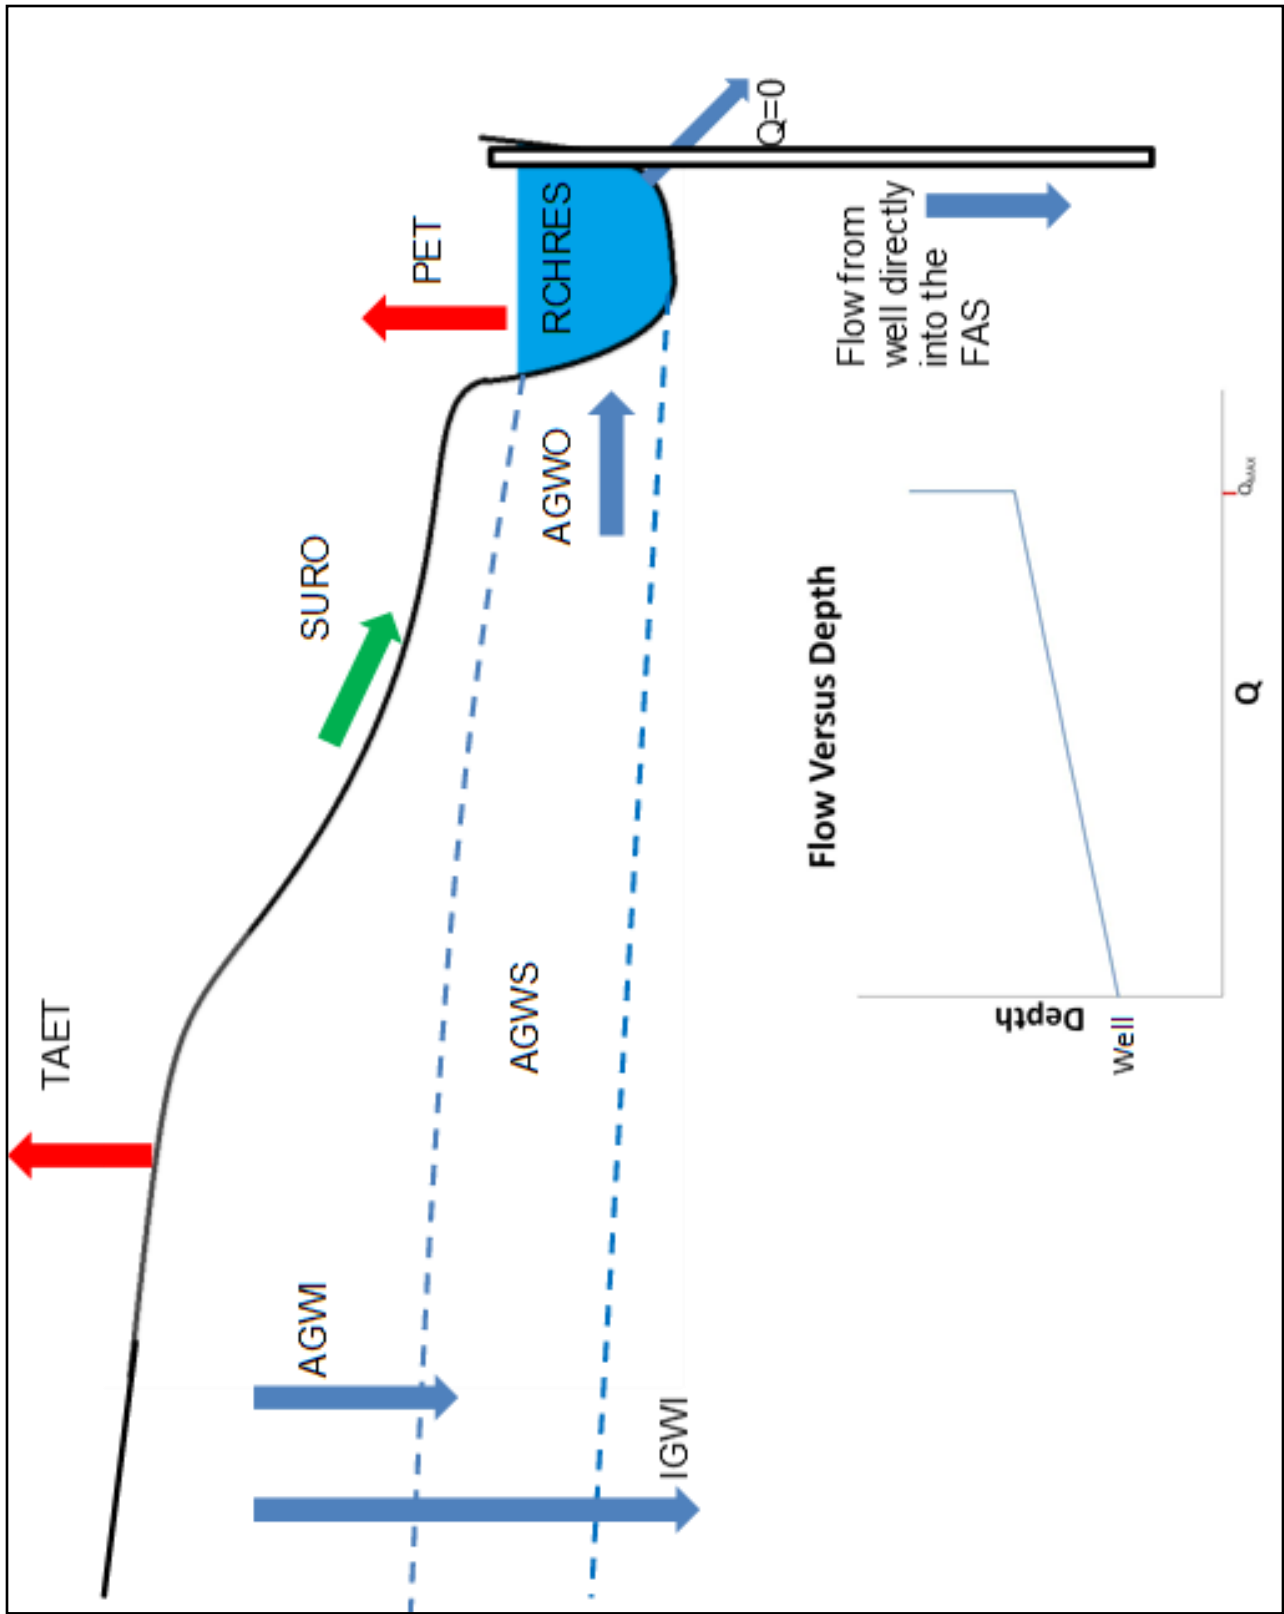 TAET
SURO
PET
AGWI
AGWS
AGWO
RCHRES
IGWI
Q=0
Flow from
well directly
into the
FAS
Flow Versus Depth
Depth
Well
Q
QMAX